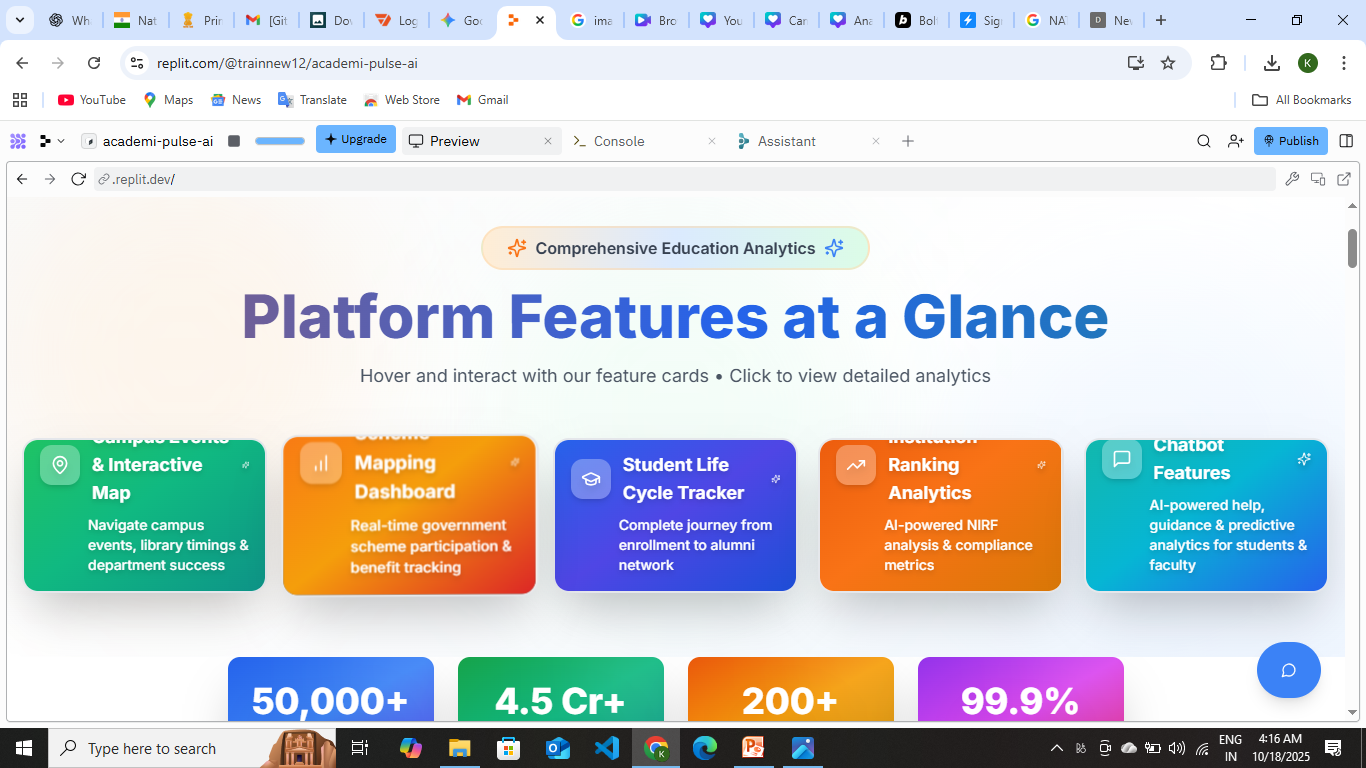 Wh
Nat
Prin
[Git
Dov
Log
Goo
ima
Bro
You
Can
Ana
Bol
Sig
NA
Nev
replit.com/@trainnew12/academi-pulse-ai
K
YouTube
Maps
News
Translate
Web Store
Gmail
All Bookmarks
academi-pulse-ai
Upgrade
Preview
Console
Assistant
Publish
.replit.dev/
Comprehensive Education Analytics
Platform Features at a Glance
Hover and interact with our feature cards • Click to view detailed analytics
Campus Events
& Interactive
Map
Navigate campus
events, library timings &
department success
Scheme
Mapping
Dashboard
Real-time government
scheme participation &
benefit tracking
Student Life
Cycle Tracker
Complete journey from
enrollment to alumni
network
Institution
Ranking
Analytics
AI-powered NIRF
analysis & compliance
metrics
Chatbot
Features
AI-powered help,
guidance & predictive
analytics for students &
faculty
50,000+
4.5 Cr+
200+
99.9%
Type here to search
ENG
IN
4:16 AM
10/18/2025